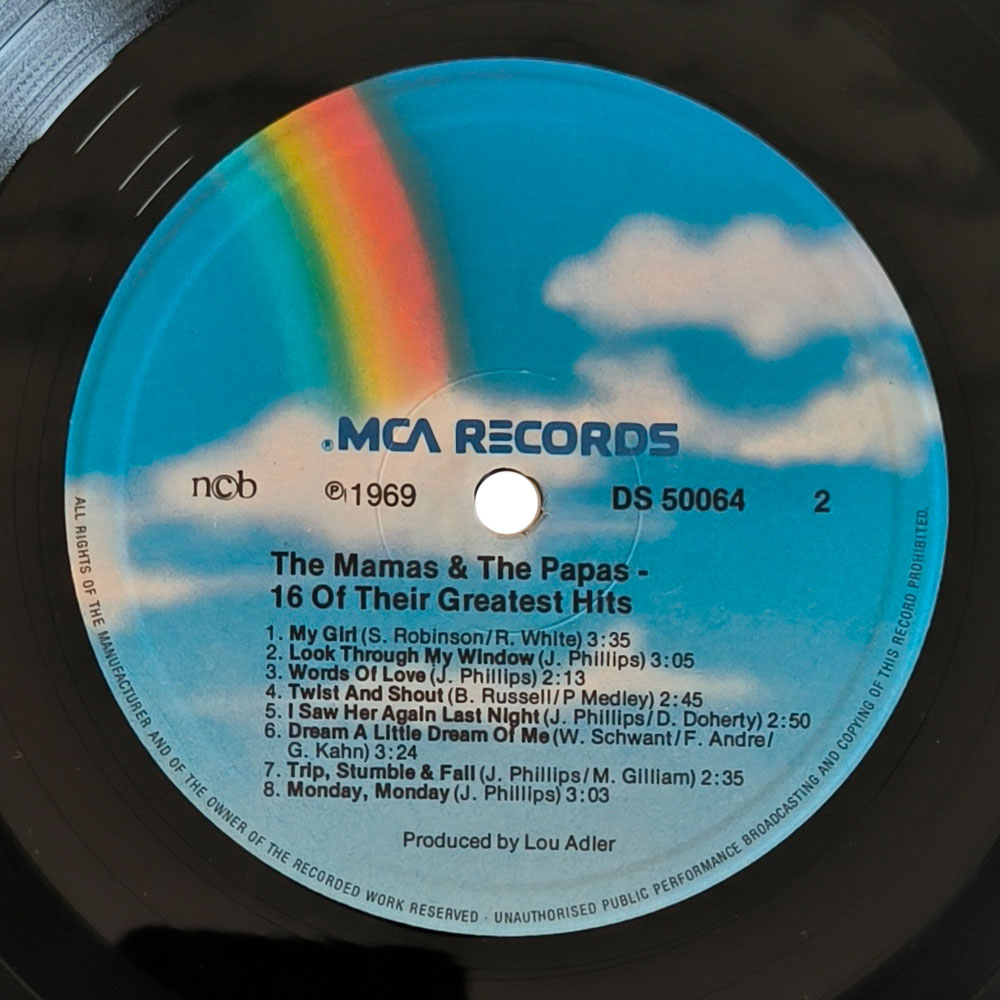 ® MCA RECORDS
ncb ℗ 1969 DS 50064 2
The Mamas & The Papas -
16 Of Their Greatest Hits
1. My Girl (S. Robinson/R. White) 3:35
2. Look Through My Window (J. Phillips) 3:05
3. Words Of Love (J. Phillips) 2:13
4. Twist And Shout (B. Russell/P Medley) 2:45
5. I Saw Her Again Last Night (J. Phillips/D. Doherty) 2:50
6. Dream A Little Dream Of Me (W. Schwant/F. Andre/
G. Kahn) 3:24
7. Trip, Stumble & Fall (J. Phillips/M. Gilliam) 2:35
8. Monday, Monday (J. Phillips) 3:03
Produced by Lou Adler
ALL RIGHTS OF THE MANUFACTURER AND OF THE OWNER OF THE RECORDED WORK RESERVED · UNAUTHORISED PUBLIC PERFORMANCE BROADCASTING AND COPYING OF THIS RECORD PROHIBITED.